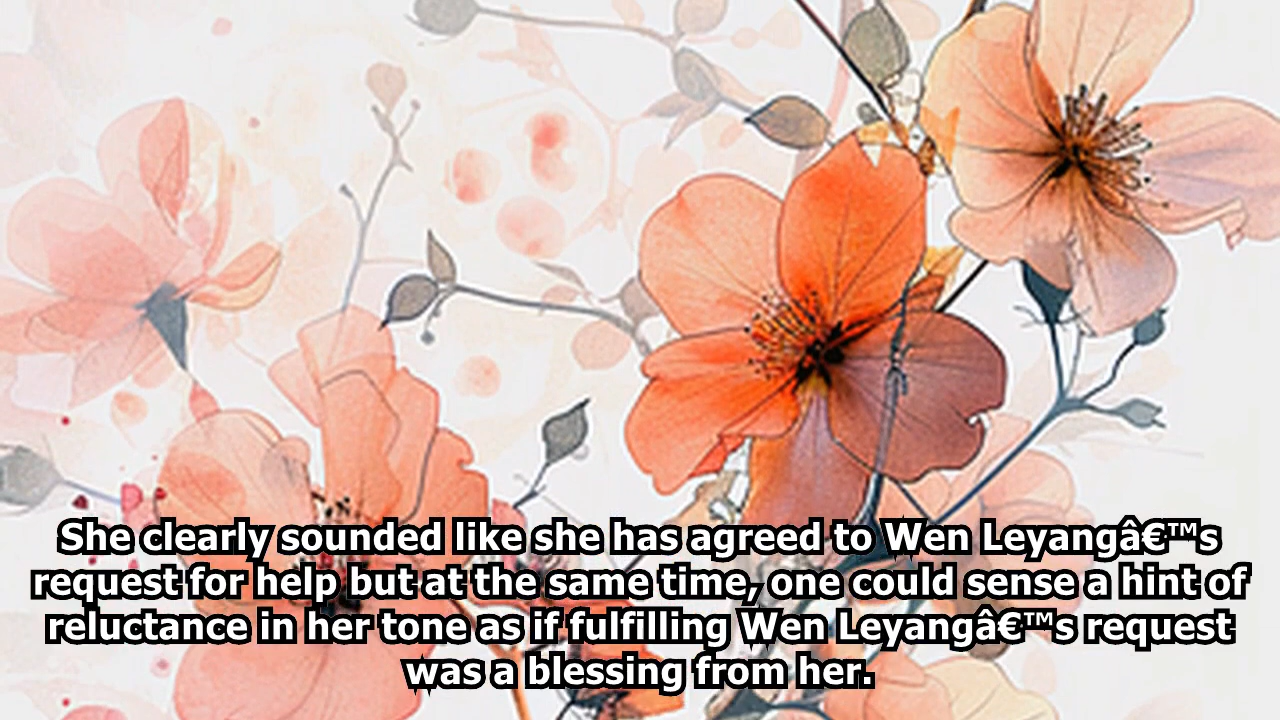 She clearly sounded like she has agreed to Wen Leyangâ€™s
request for help but at the same time, one could sense a hint of
reluctance in her tone as if fulfilling Wen Leyangâ€™s request
was a blessing from her.